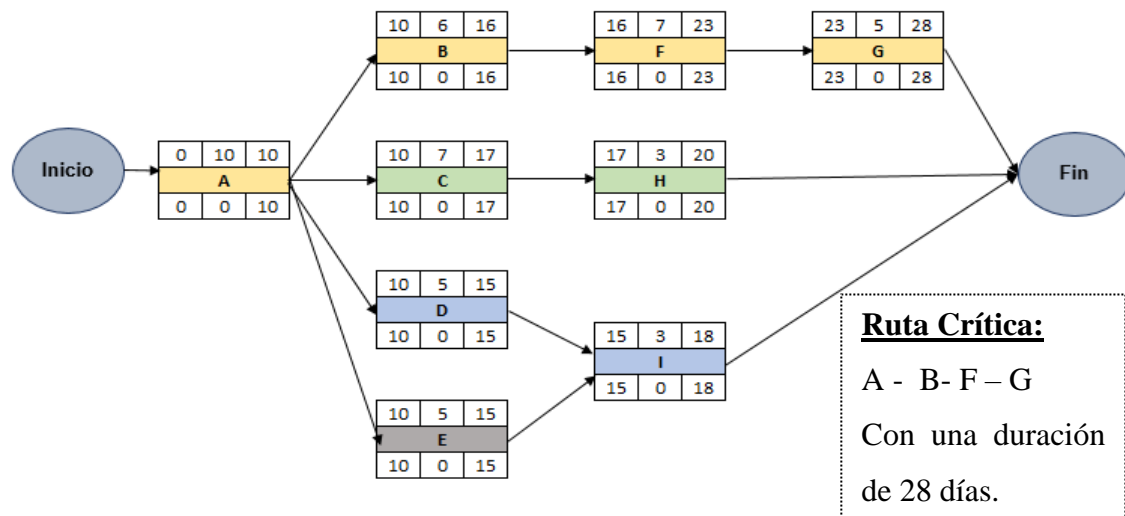 10 6 16
B
10 0 16
16 7 23
F
16 0 23
23 5 28
G
23 0 28
Inicio
0 10 10
A
0 0 10
10 7 17
C
10 0 17
17 3 20
H
17 0 20
Fin
10 5 15
D
10 0 15
15 3 18
I
15 0 18
10 5 15
E
10 0 15
Ruta Crítica:
A - B- F – G
Con una duración
de 28 días.